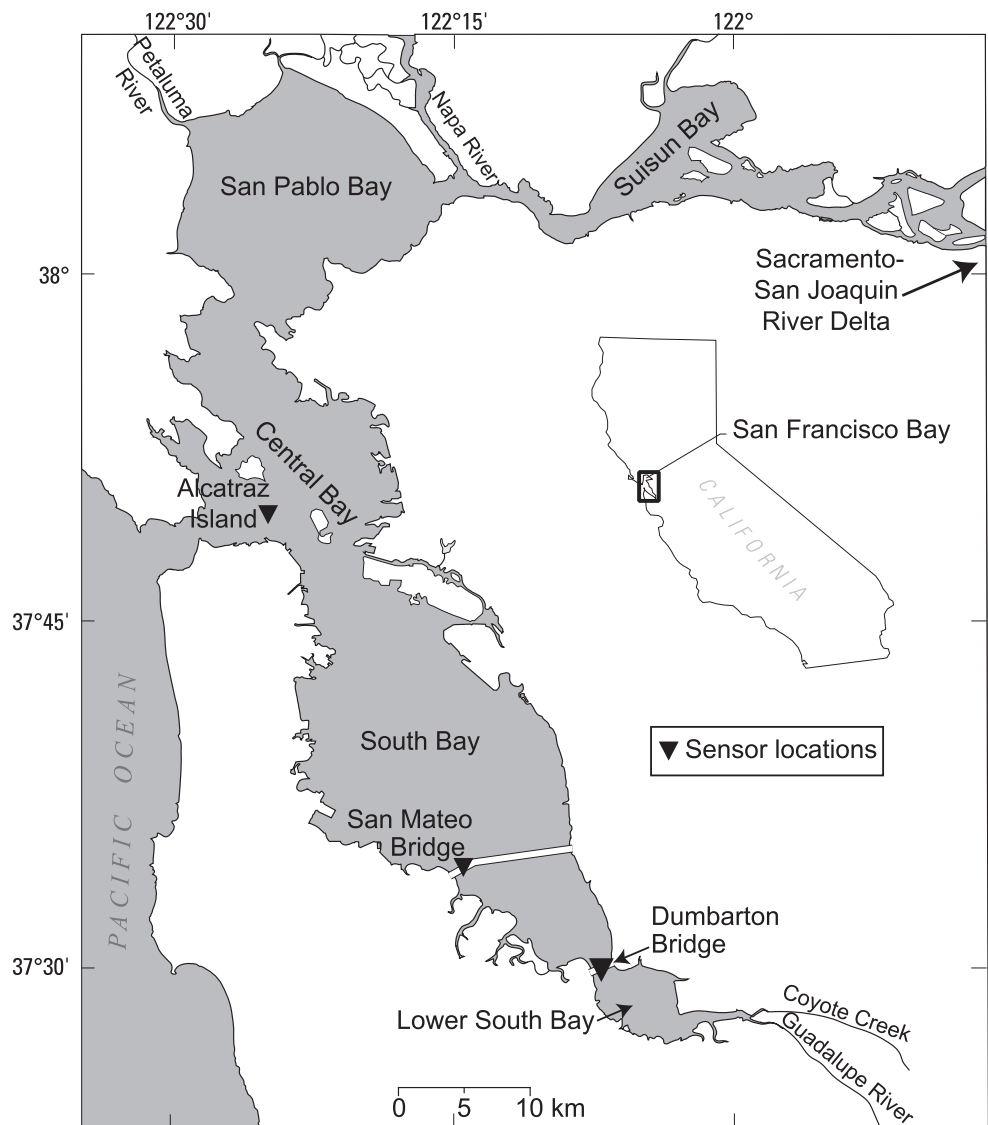 122°30'
122°15'
122°
Petaluma
River
Napa River
Suisun Bay
San Pablo Bay
38°
Sacramento-
San Joaquin
River Delta
San Francisco Bay
Central Bay
Alcatraz
Island
CALIFORNIA
37°45'
PACIFIC OCEAN
South Bay
Sensor locations
San Mateo
Bridge
Dumbarton
Bridge
37°30'
Lower South Bay
Coyote Creek
Guadalupe River
0 5 10 km